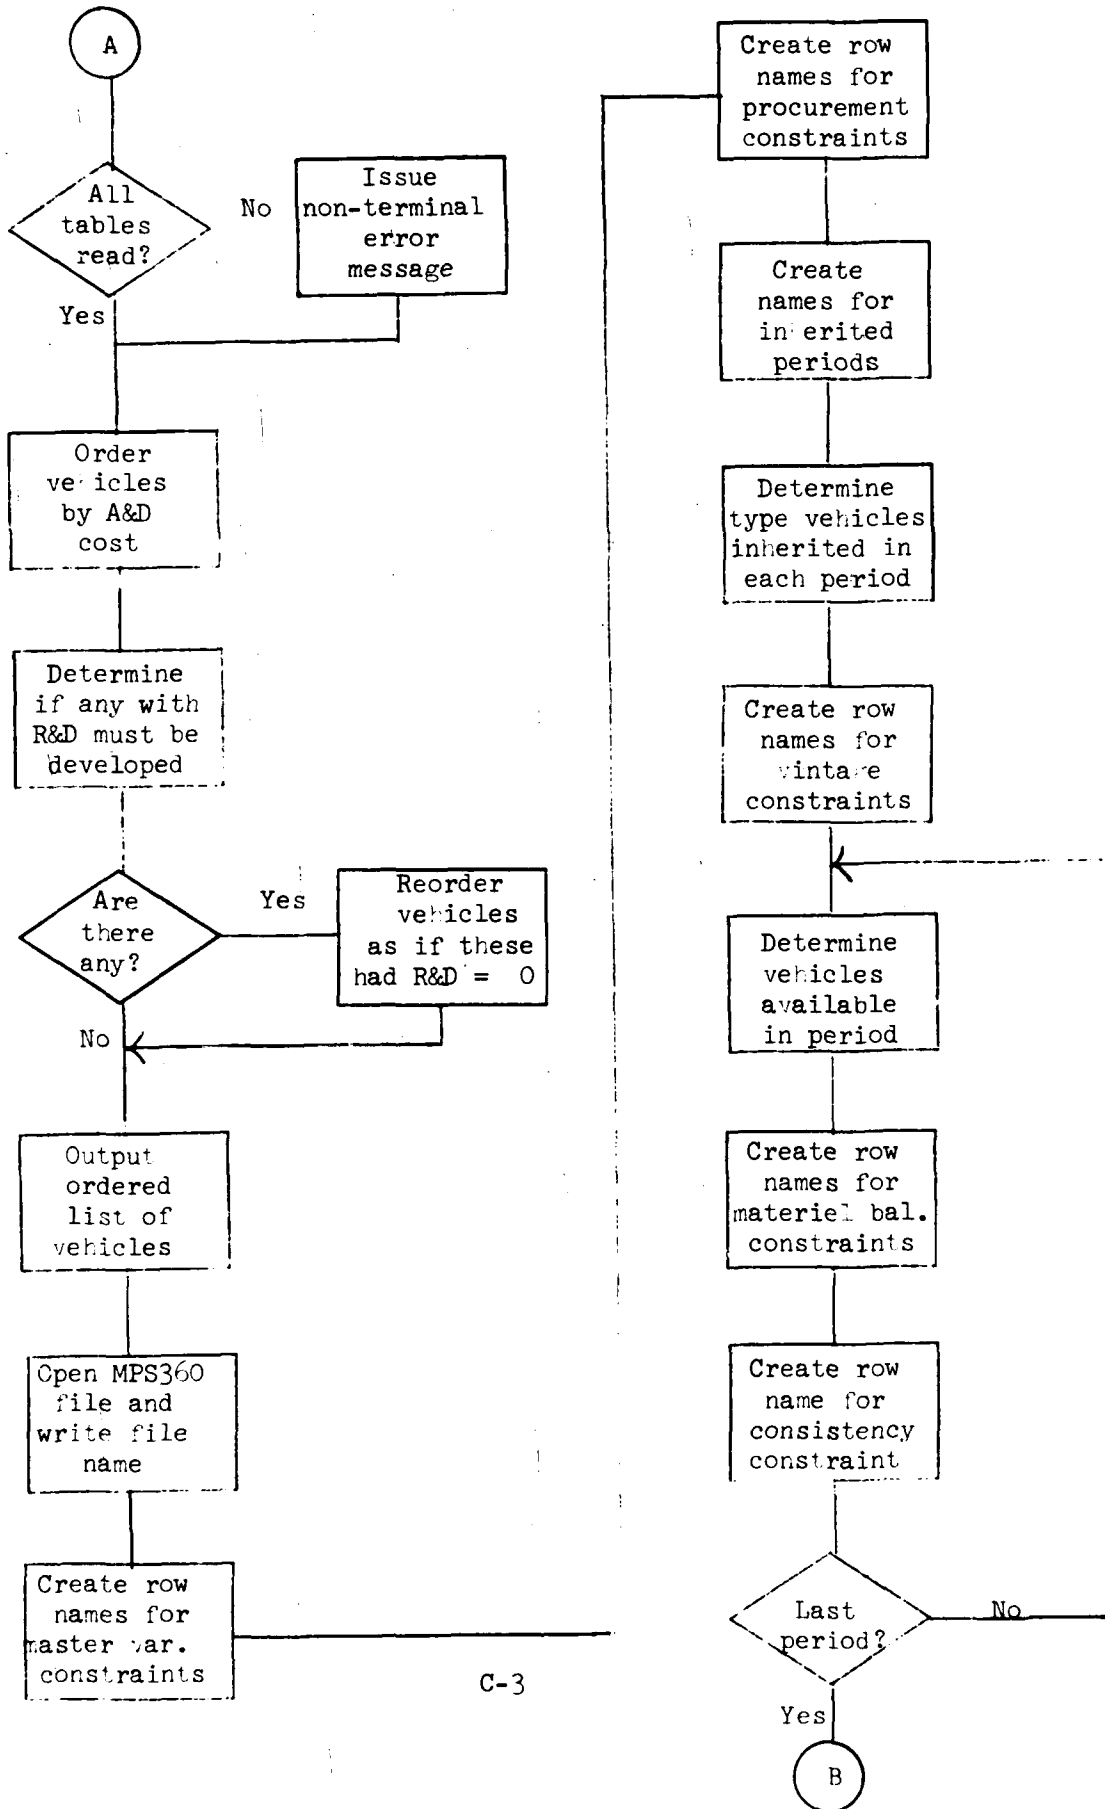 A
All
tables
read?
No
Issue
non-terminal
error
message
Yes
Order
vehicles
by A&D
cost
Determine
if any with
R&D must be
developed
Are
there
any?
Yes
Reorder
vehicles
as if these
had R&D = 0
No
Output
ordered
list of
vehicles
Open MPS360
file and
write file
name
Create row
names for
master var.
constraints
Create row
names for
procurement
constraints
Create
names for
inherited
periods
Determine
type vehicles
inherited in
each period
Create row
names for
vintage
constraints
Determine
vehicles
available
in period
Create row
names for
materiel bal.
constraints
Create row
name for
consistency
constraint
Last
period?
No
Yes
B
C-3